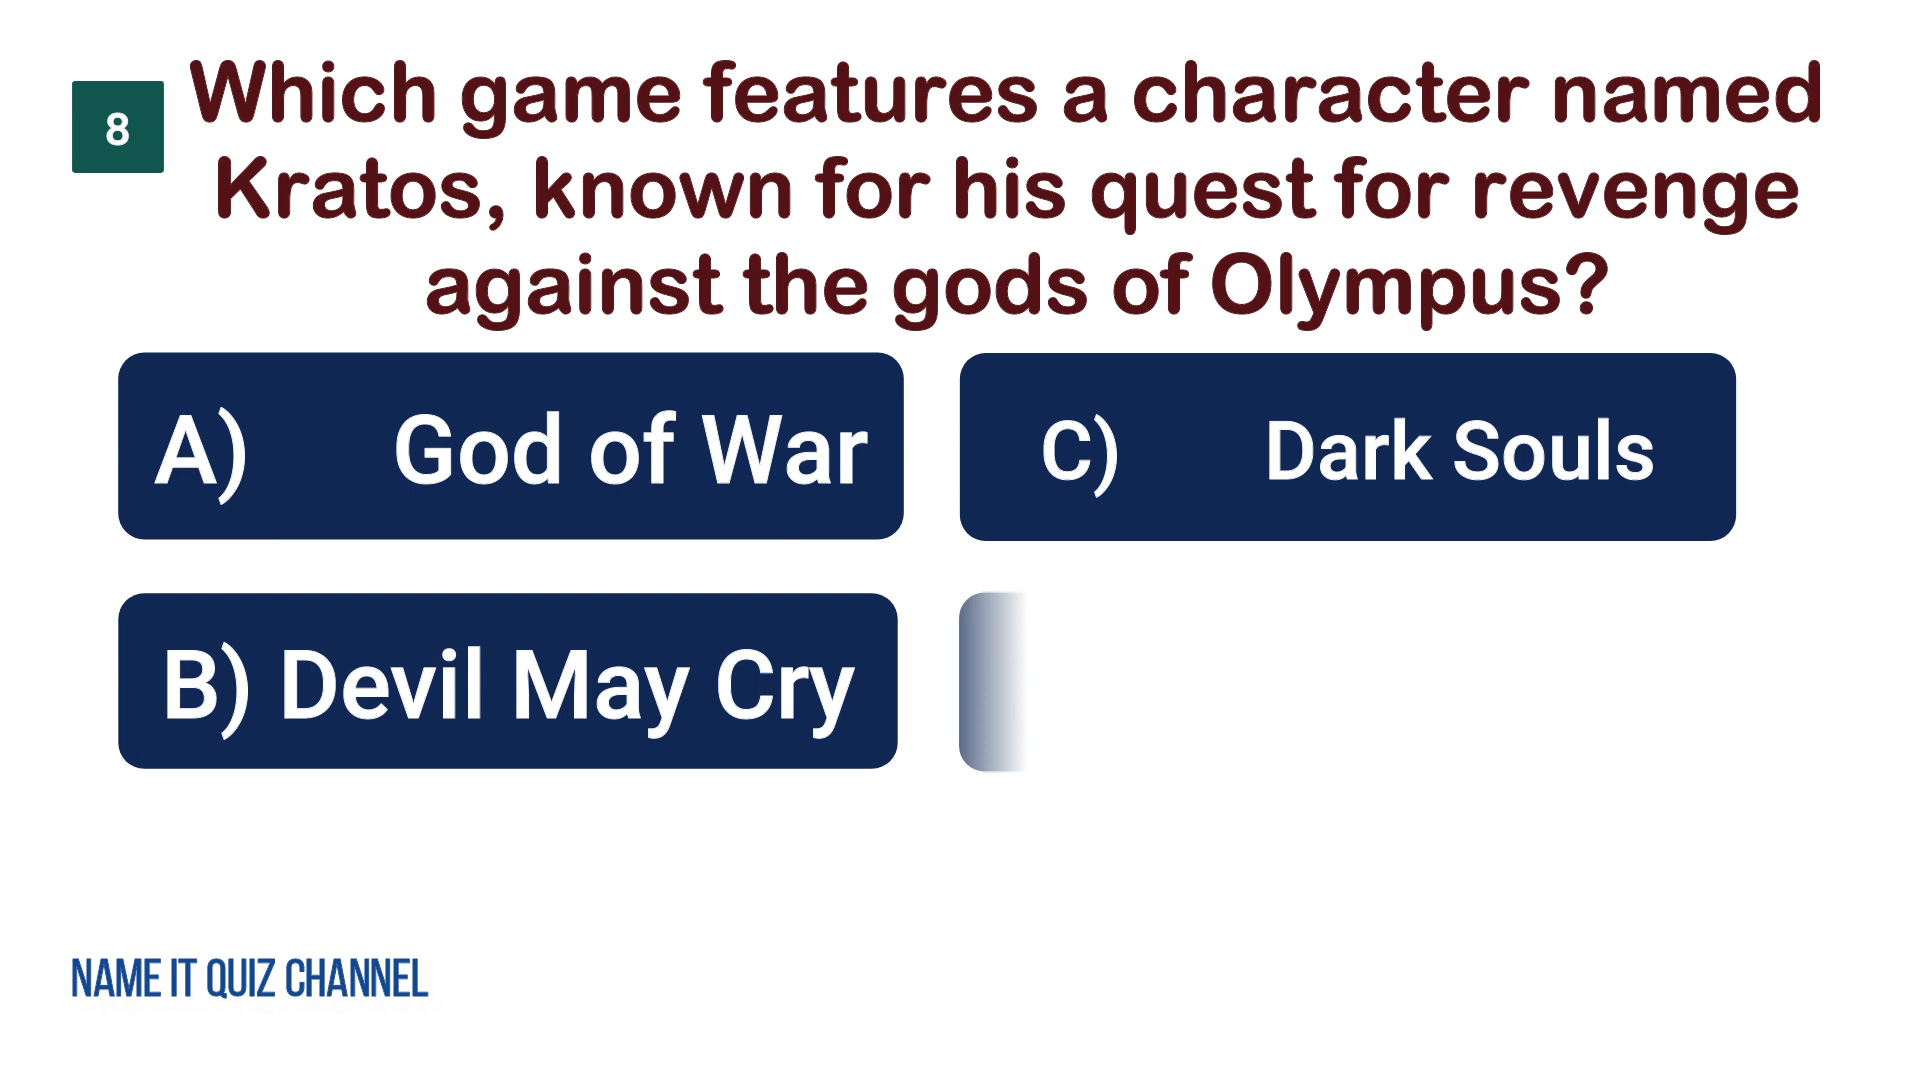 8
Which game features a character named
Kratos, known for his quest for revenge
against the gods of Olympus?
A) God of War
C) Dark Souls
B) Devil May Cry
NAME IT QUIZ CHANNEL